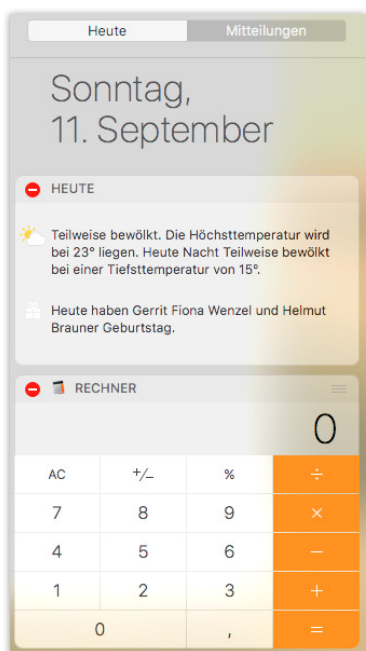 Heute Mitteilungen
Sonntag,
11. September
HEUTE
Teilweise bewölkt. Die Höchsttemperatur wird
bei 23° liegen. Heute Nacht Teilweise bewölkt
bei einer Tiefsttemperatur von 15°.
Heute haben Gerrit Fiona Wenzel und Helmut
Brauner Geburtstag.
RECHNER
0
AC +/− % ÷
7 8 9 ×
4 5 6 −
1 2 3 +
0 , =